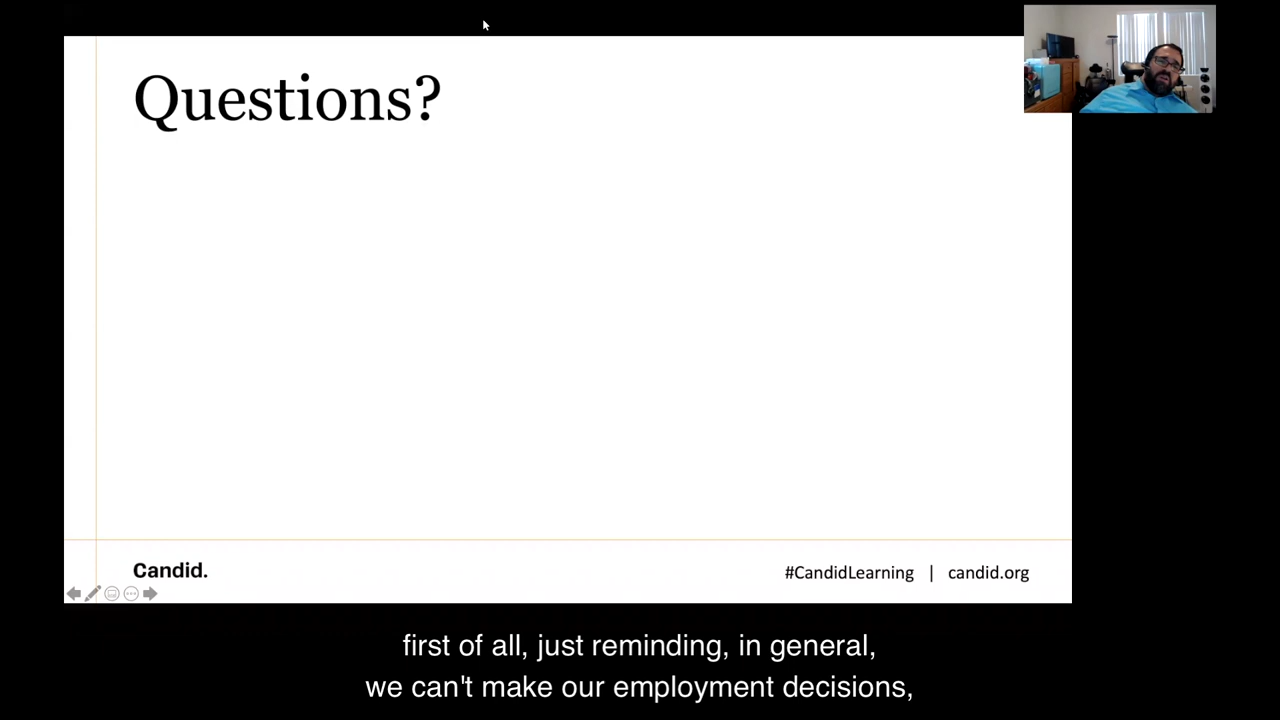 Questions?
Candid.
#CandidLearning | candid.org
first of all, just reminding, in general,
we can't make our employment decisions,